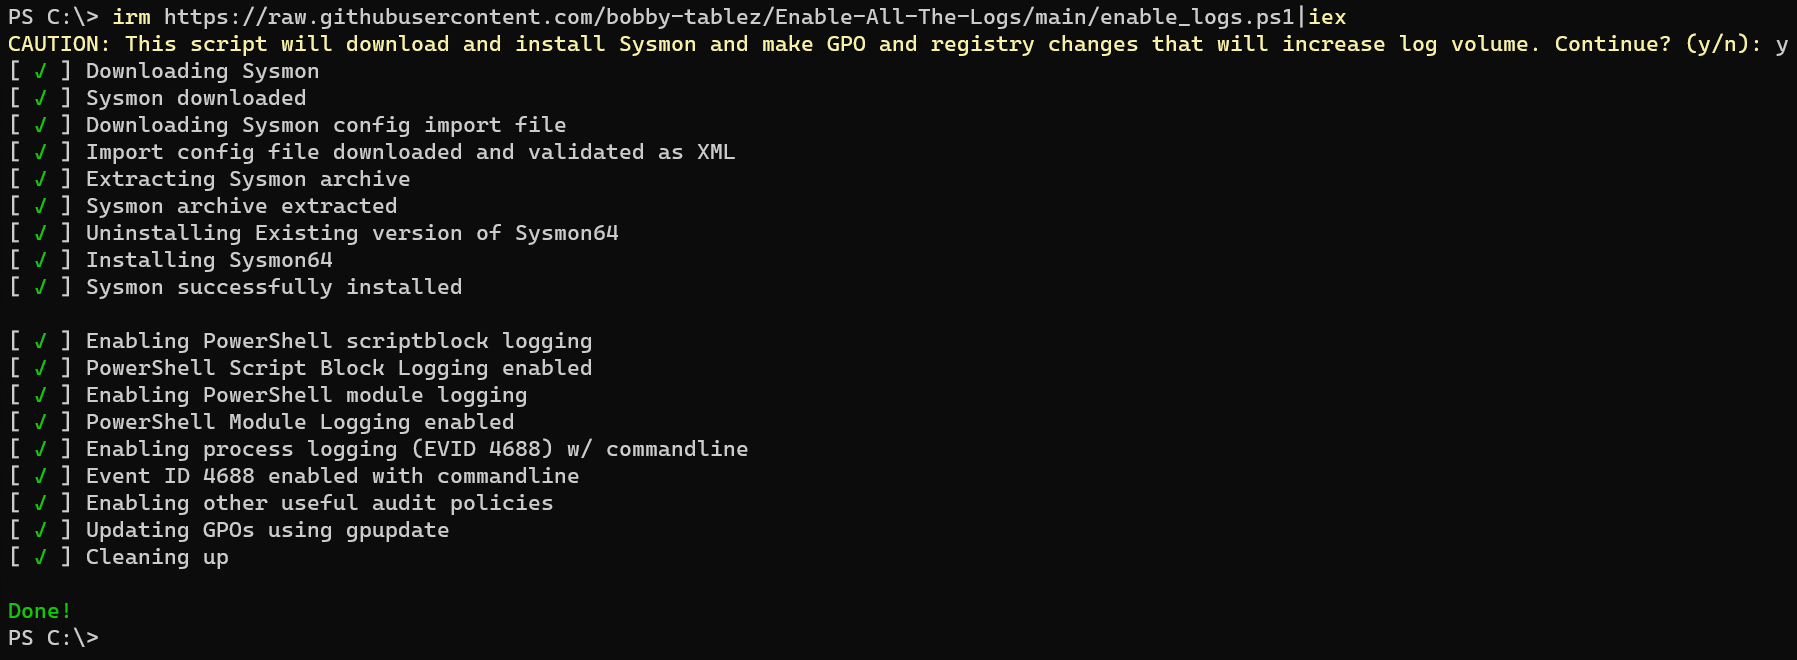 PS C:\> irm https://raw.githubusercontent.com/bobby-tablez/Enable-All-The-Logs/main/enable_logs.ps1|iex
CAUTION: This script will download and install Sysmon and make GPO and registry changes that will increase log volume. Continue? (y/n): y
[ ✓ ] Downloading Sysmon
[ ✓ ] Sysmon downloaded
[ ✓ ] Downloading Sysmon config import file
[ ✓ ] Import config file downloaded and validated as XML
[ ✓ ] Extracting Sysmon archive
[ ✓ ] Sysmon archive extracted
[ ✓ ] Uninstalling Existing version of Sysmon64
[ ✓ ] Installing Sysmon64
[ ✓ ] Sysmon successfully installed
[ ✓ ] Enabling PowerShell scriptblock logging
[ ✓ ] PowerShell Script Block Logging enabled
[ ✓ ] Enabling PowerShell module logging
[ ✓ ] PowerShell Module Logging enabled
[ ✓ ] Enabling process logging (EVID 4688) w/ commandline
[ ✓ ] Event ID 4688 enabled with commandline
[ ✓ ] Enabling other useful audit policies
[ ✓ ] Updating GPOs using gpupdate
[ ✓ ] Cleaning up
Done!
PS C:\>